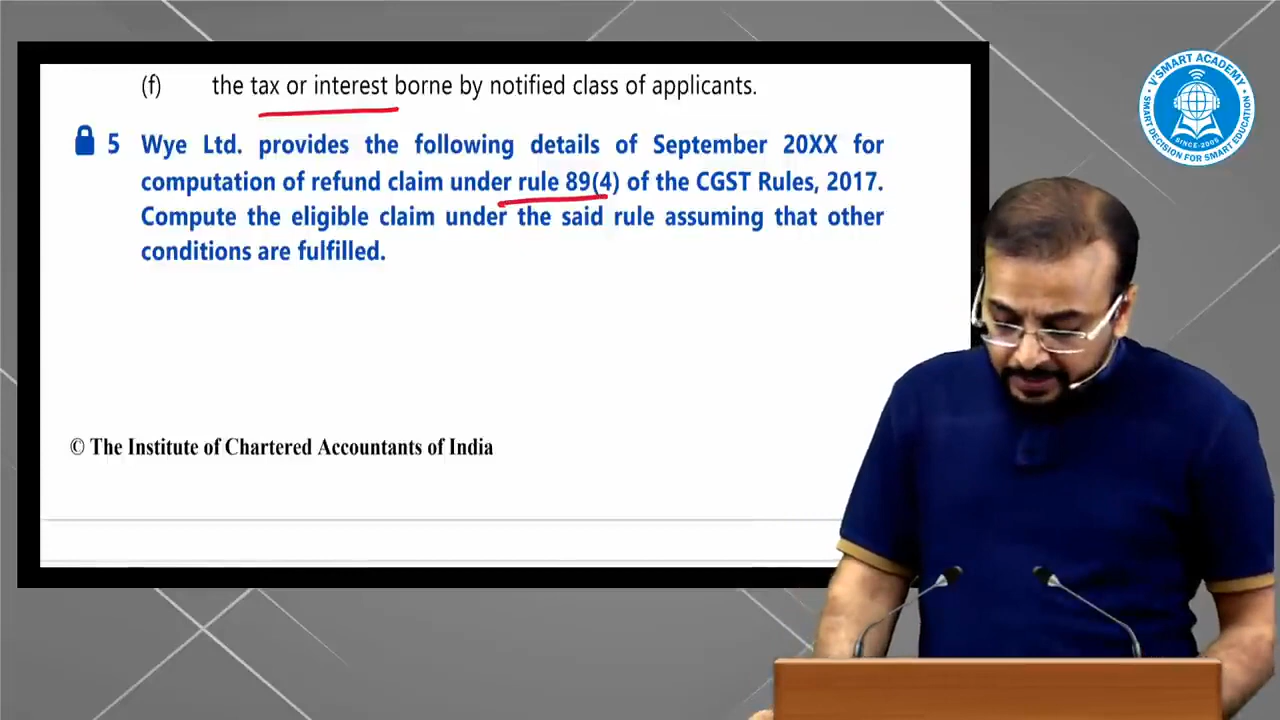 (f) the tax or interest borne by notified class of applicants.
5 Wye Ltd. provides the following details of September 20XX for
computation of refund claim under rule 89(4) of the CGST Rules, 2017.
Compute the eligible claim under the said rule assuming that other
conditions are fulfilled.
© The Institute of Chartered Accountants of India
V'SMART ACADEMY
SINCE-2005
SMART DECISION FOR SMART EDUCATION